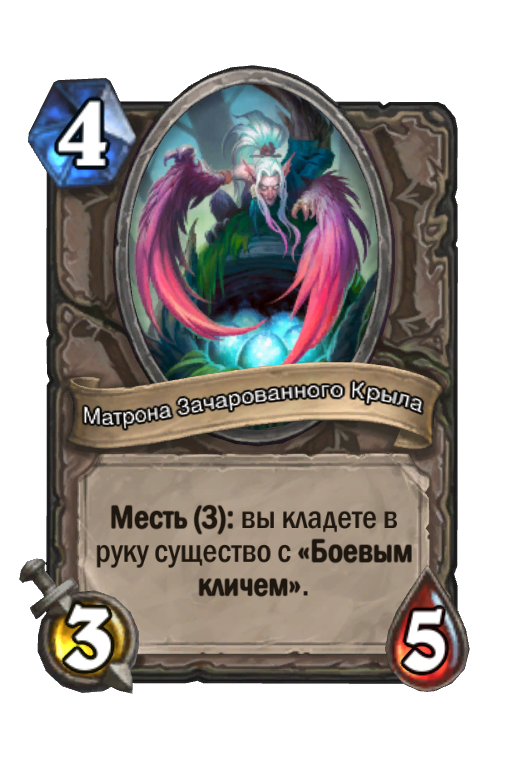 4
Матрона Зачарованного Крыла
Месть (3): вы кладете в
руку существо с «Боевым
кличем».
3
5